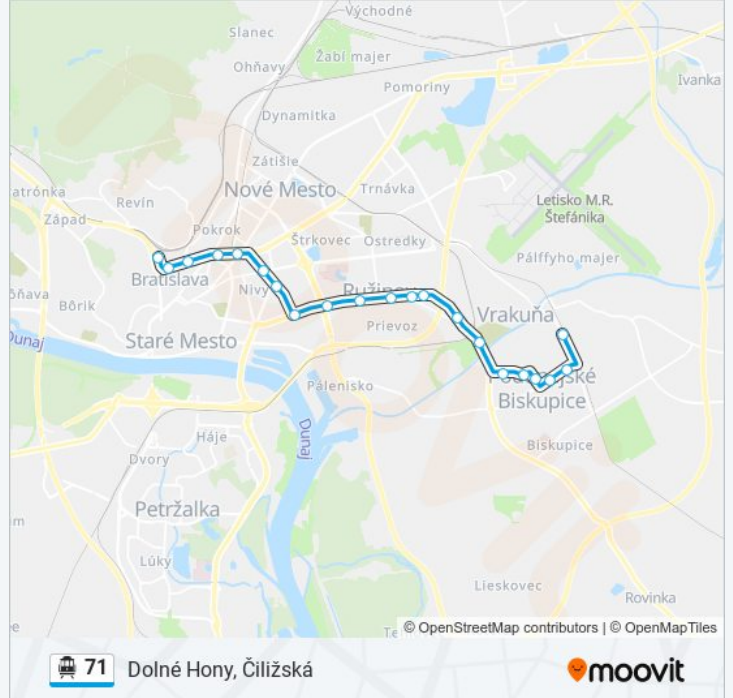 Východné
Slanec
Žabí majer
Ohňavy
Ivanka
Pomoriny
Dynamitka
Zátišie
Nové Mesto
Trnávka
atrónka
Revín
Letisko M.R.
Štefánika
Západ
Pokrok
Štrkovec
Ostredky
Pálffyho majer
Bratislava
Nivy
ôňava
Bôrik
Vrakuňa
Prievoz
Dunaj
Staré Mesto
Pálenisko
Biskupice
Háje
Dunaj
Biskupice
Dvory
Petržalka
m
Lúky
Lieskovec
Rovinka
e
Te
© OpenStreetMap contributors | © OpenMapTiles
71 Dolné Hony, Čiližská
moovit